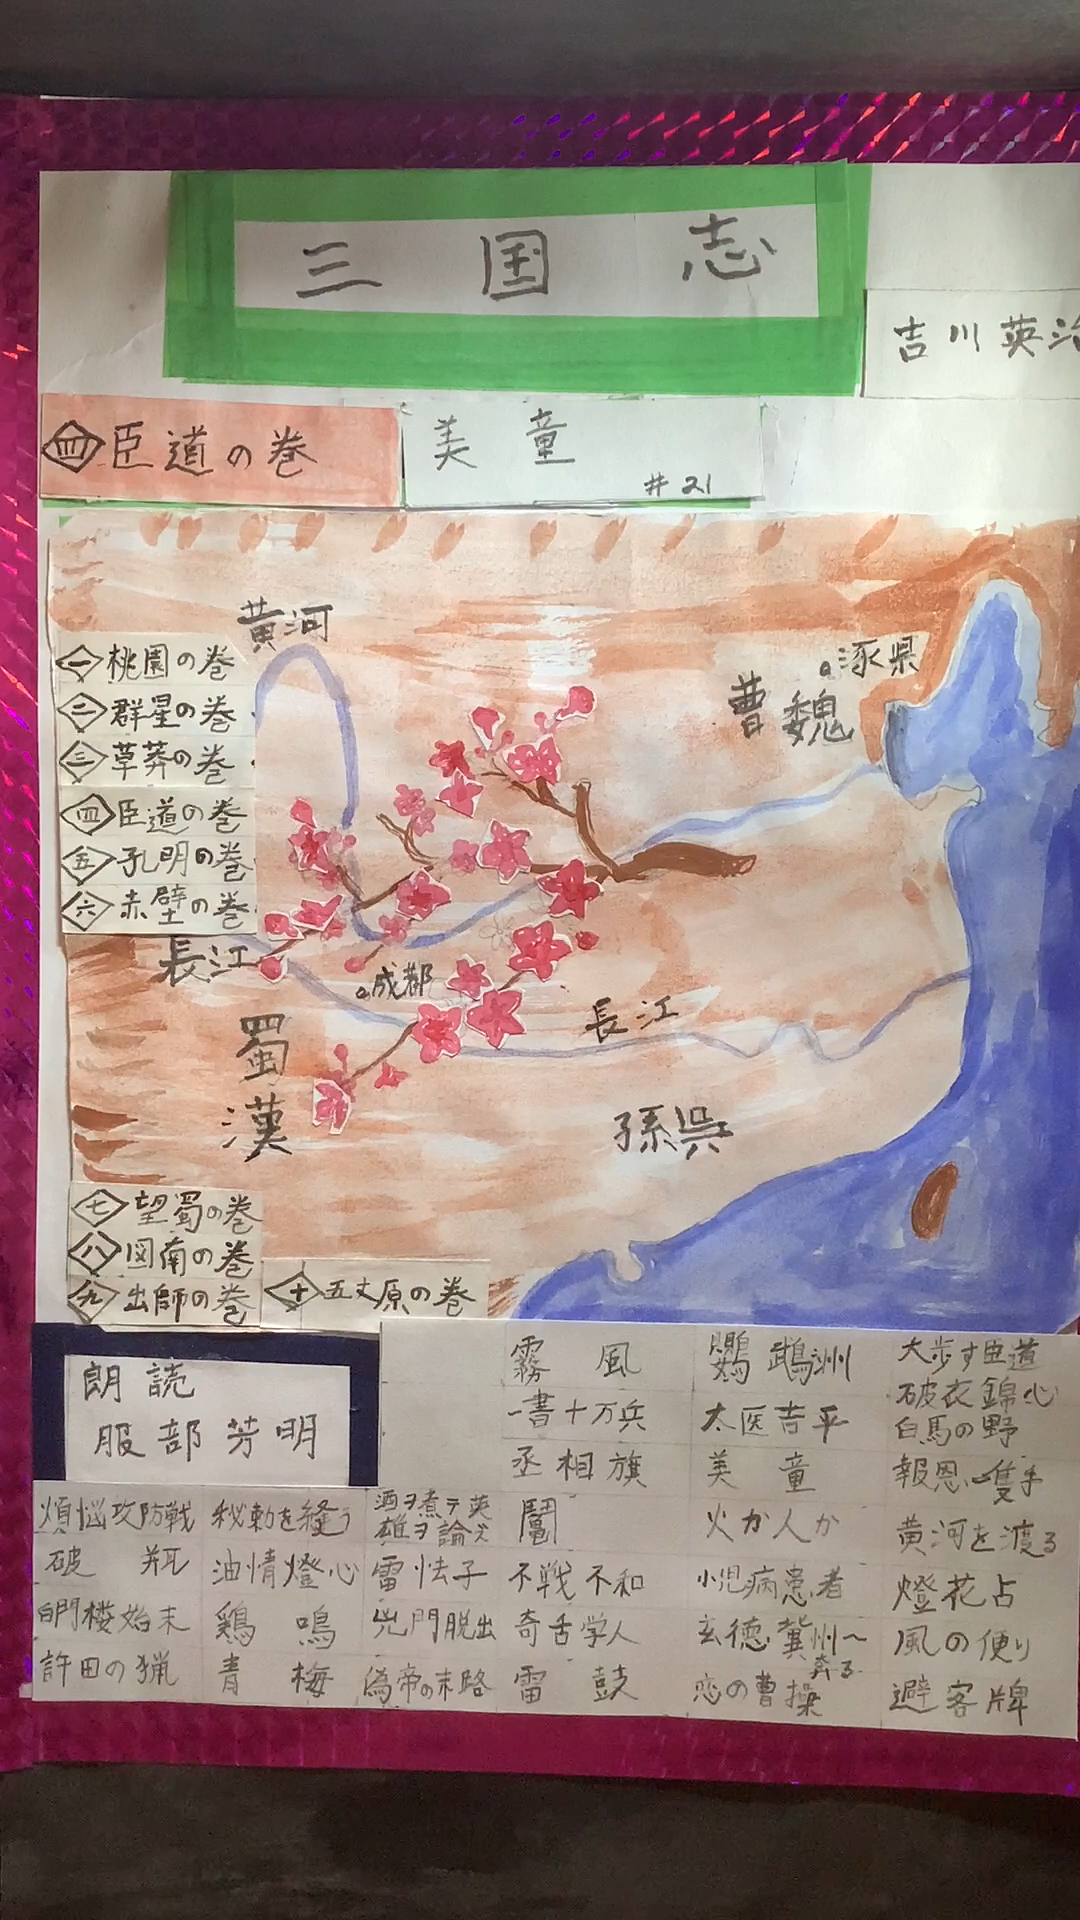 三国志
吉川英治
四 臣道の巻
美童
#21
黄河
一 桃園の巻
二 群星の巻
三 草莽の巻
四 臣道の巻
五 孔明の巻
六 赤壁の巻
涿県
曹魏
長江
成都
長江
蜀漢
孫呉
七 望蜀の巻
八 図南の巻
九 出師の巻
十 五丈原の巻
朗読
服部芳明
煩悩攻防戦
破瓶
白門楼始末
許田の猟
秘勅を縫う
油情燈心
鶏鳴
青梅
酒ヲ煮テ英
雄ヲ論ズ
雷怯子
兇門脱出
偽帝の末路
霧風
一書十万兵
丞相旗
鬮
不戦不和
奇舌学人
雷鼓
鸚鵡洲
太医吉平
美童
火か人か
小児病患者
玄徳冀州へ
奔る
恋の曹操
大歩す臣道
破衣錦心
白馬の野
報恩一隻手
黄河を渡る
燈花占
風の便り
避客牌